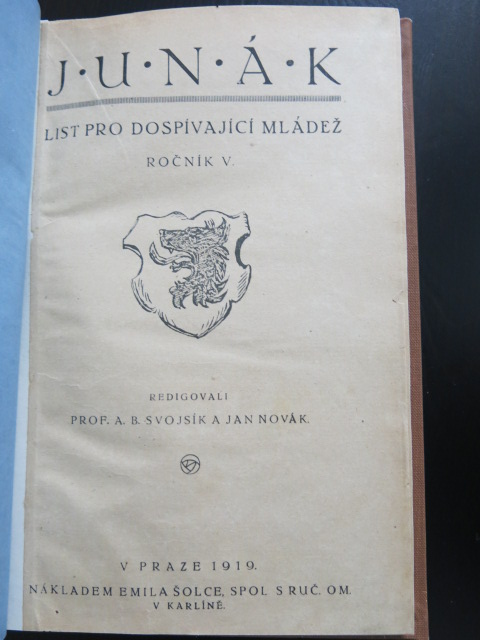 J·U·N·Á·K
LIST PRO DOSPÍVAJÍCÍ MLÁDEŽ
ROČNÍK V.
REDIGOVALI
PROF. A. B. SVOJSÍK A JAN NOVÁK.
V PRAZE 1919.
NÁKLADEM EMILA ŠOLCE, SPOL. S RUČ. OM.
V KARLÍNĚ.